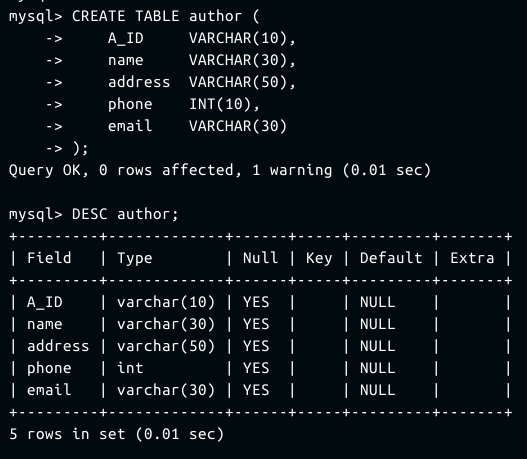 mysql> CREATE TABLE author (
    ->     A_ID     VARCHAR(10),
    ->     name     VARCHAR(30),
    ->     address  VARCHAR(50),
    ->     phone    INT(10),
    ->     email    VARCHAR(30)
    -> );
Query OK, 0 rows affected, 1 warning (0.01 sec)

mysql> DESC author;
+---------+-------------+------+-----+---------+-------+
| Field   | Type        | Null | Key | Default | Extra |
+---------+-------------+------+-----+---------+-------+
| A_ID    | varchar(10) | YES  |     | NULL    |       |
| name    | varchar(30) | YES  |     | NULL    |       |
| address | varchar(50) | YES  |     | NULL    |       |
| phone   | int         | YES  |     | NULL    |       |
| email   | varchar(30) | YES  |     | NULL    |       |
+---------+-------------+------+-----+---------+-------+
5 rows in set (0.01 sec)